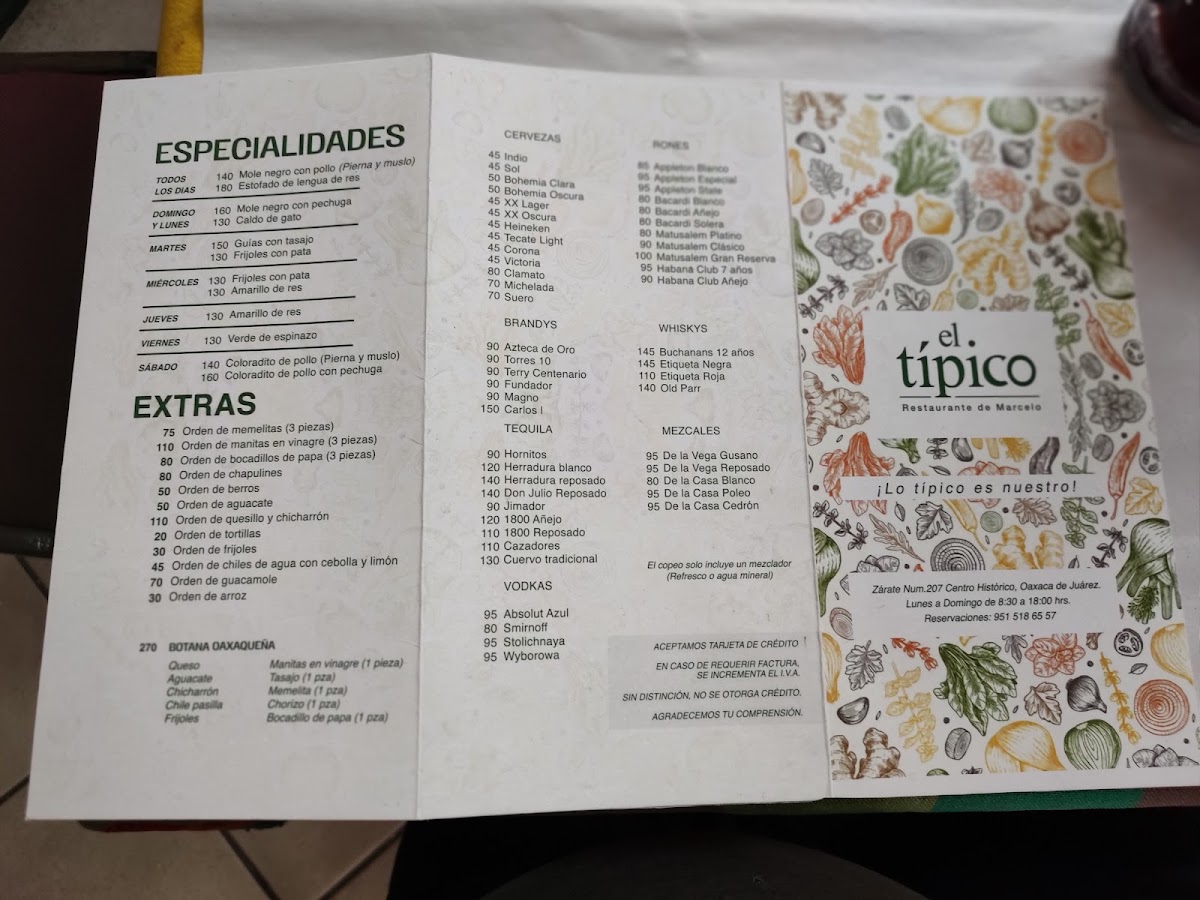 ESPECIALIDADES
TODOS LOS DIAS
140 Mole negro con pollo (Pierna y muslo)
180 Estofado de lengua de res
DOMINGO Y LUNES
160 Mole negro con pechuga
130 Caldo de gato
MARTES
150 Guías con tasajo
130 Frijoles con pata
MIÉRCOLES
130 Frijoles con pata
130 Amarillo de res
JUEVES 130 Amarillo de res
VIERNES 130 Verde de espinazo
SÁBADO
140 Coloradito de pollo (Pierna y muslo)
160 Coloradito de pollo con pechuga
EXTRAS
75 Orden de memelitas (3 piezas)
110 Orden de manitas en vinagre (3 piezas)
80 Orden de bocadillos de papa (3 piezas)
80 Orden de chapulines
50 Orden de berros
50 Orden de aguacate
110 Orden de quesillo y chicharrón
20 Orden de tortillas
30 Orden de frijoles
45 Orden de chiles de agua con cebolla y limón
70 Orden de guacamole
30 Orden de arroz
270 BOTANA OAXAQUEÑA
Queso Manitas en vinagre (1 pieza)
Aguacate Tasajo (1 pza)
Chicharrón Memelita (1 pza)
Chile pasilla Chorizo (1 pza)
Frijoles Bocadillo de papa (1 pza)
CERVEZAS
45 Indio
45 Sol
50 Bohemia Clara
50 Bohemia Oscura
45 XX Lager
45 XX Oscura
45 Heineken
45 Tecate Light
45 Corona
45 Victoria
80 Clamato
70 Michelada
70 Suero
BRANDYS
90 Azteca de Oro
90 Torres 10
90 Terry Centenario
90 Fundador
90 Magno
150 Carlos I
TEQUILA
90 Hornitos
120 Herradura blanco
140 Herradura reposado
140 Don Julio Reposado
90 Jimador
120 1800 Añejo
110 1800 Reposado
110 Cazadores
130 Cuervo tradicional
VODKAS
95 Absolut Azul
80 Smirnoff
95 Stolichnaya
95 Wyborowa
RONES
85 Appleton Blanco
95 Appleton Especial
95 Appleton State
80 Bacardi Blanco
80 Bacardi Añejo
80 Bacardi Solera
80 Matusalem Platino
90 Matusalem Clásico
100 Matusalem Gran Reserva
95 Habana Club 7 años
90 Habana Club Añejo
WHISKYS
145 Buchanans 12 años
145 Etiqueta Negra
110 Etiqueta Roja
140 Old Parr
MEZCALES
95 De la Vega Gusano
95 De la Vega Reposado
80 De la Casa Blanco
95 De la Casa Poleo
95 De la Casa Cedrón
El copeo solo incluye un mezclador
(Refresco o agua mineral)
ACEPTAMOS TARJETA DE CRÉDITO
EN CASO DE REQUERIR FACTURA,
SE INCREMENTA EL I.V.A.
SIN DISTINCIÓN, NO SE OTORGA CRÉDITO.
AGRADECEMOS TU COMPRENSIÓN.
el
típico
Restaurante de Marcelo
¡Lo típico es nuestro!
Zárate Num.207 Centro Histórico, Oaxaca de Juárez.
Lunes a Domingo de 8:30 a 18:00 hrs.
Reservaciones: 951 518 65 57